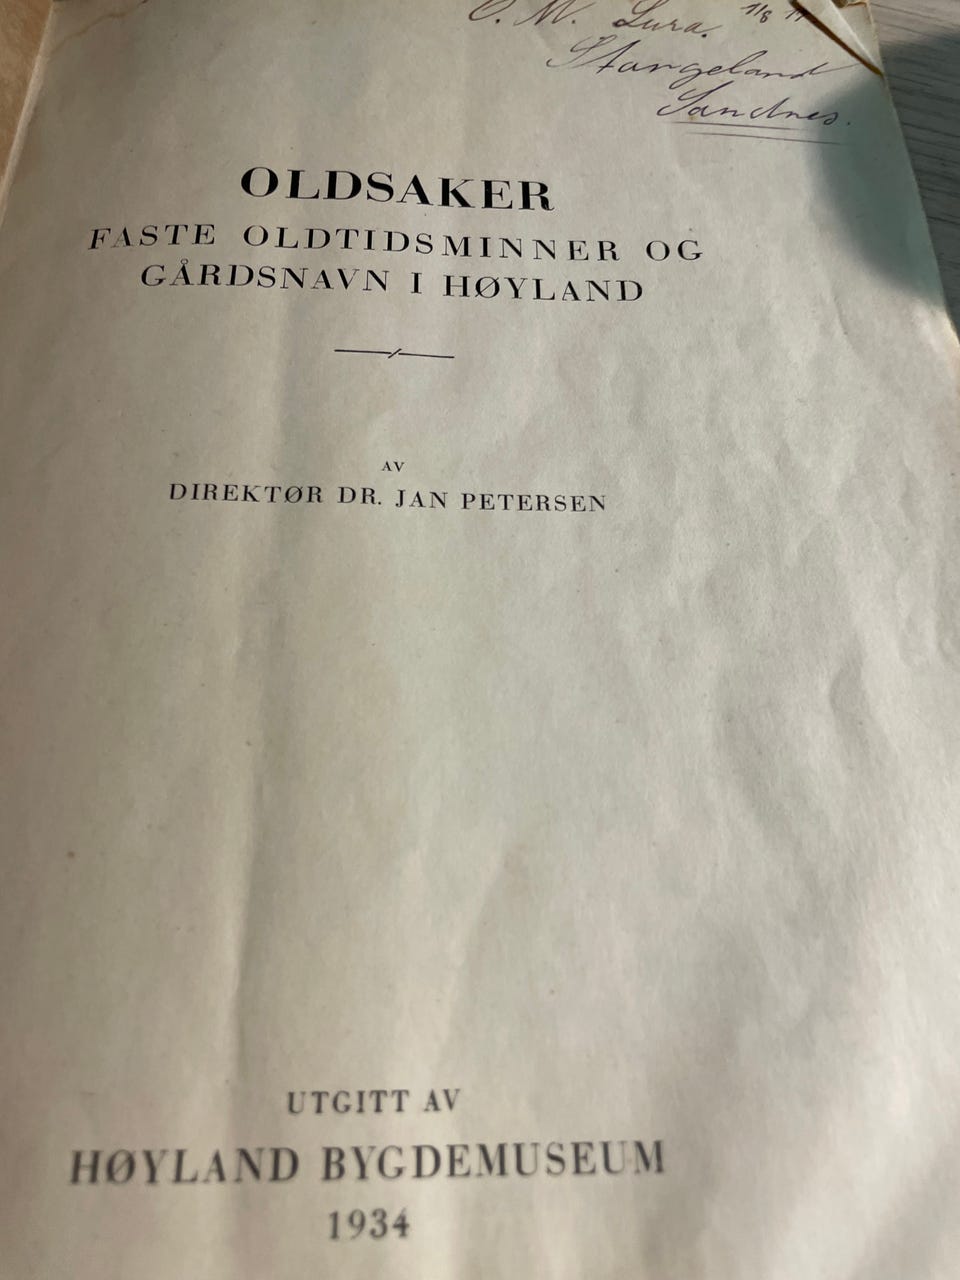 O. M. Lura.
Stangeland
Sandnes.
OLDSAKER
FASTE OLDTIDSMINNER OG
GÅRDSNAVN I HØYLAND
AV
DIREKTØR DR. JAN PETERSEN
UTGITT AV
HØYLAND BYGDEMUSEUM
1934